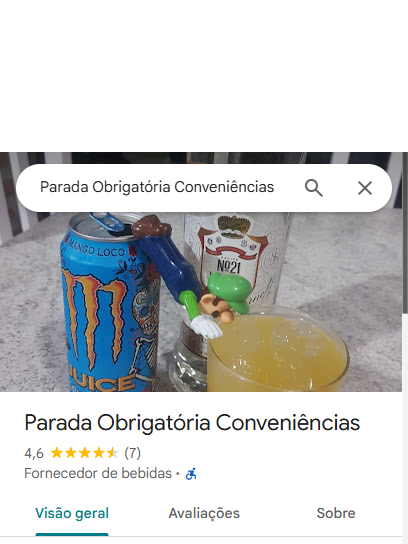 Parada Obrigatória Conveniências
MANGO LOCO
Nº21
JUICE
Parada Obrigatória Conveniências
4,6 (7)
Fornecedor de bebidas ·
Visão geral Avaliações Sobre